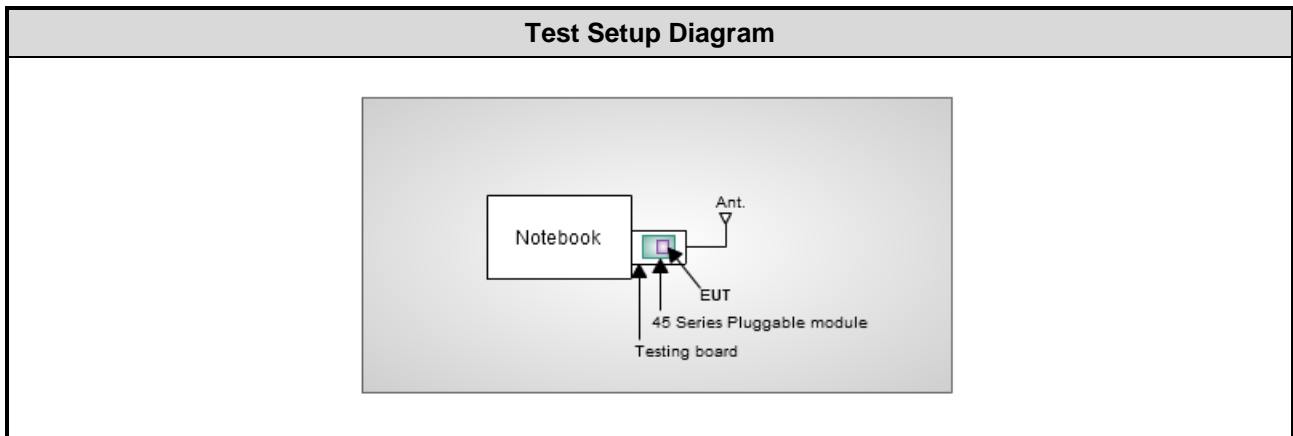 Test Setup Diagram
Ant.
Notebook
EUT
45 Series Pluggable module
Testing board